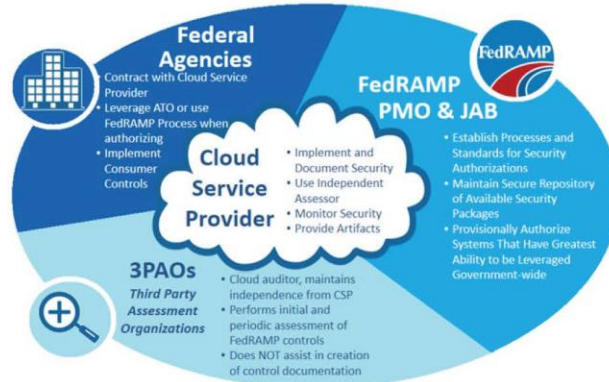 Federal
Agencies
• Contract with Cloud Service
Provider
• Leverage ATO or use
FedRAMP Process when
authorizing
• Implement
Consumer
Controls
FedRAMP
FedRAMP
PMO & JAB
• Establish Processes and
Standards for Security
Authorizations
• Maintain Secure Repository
of Available Security
Packages
• Provisionally Authorize
Systems That Have Greatest
Ability to be Leveraged
Government-wide
Cloud
Service
Provider
• Implement and
Document Security
• Use Independent
Assessor
• Monitor Security
• Provide Artifacts
3PAOs
Third Party
Assessment
Organizations
• Cloud auditor, maintains
independence from CSP
• Performs initial and
periodic assessment of
FedRAMP controls
• Does NOT assist in creation
of control documentation